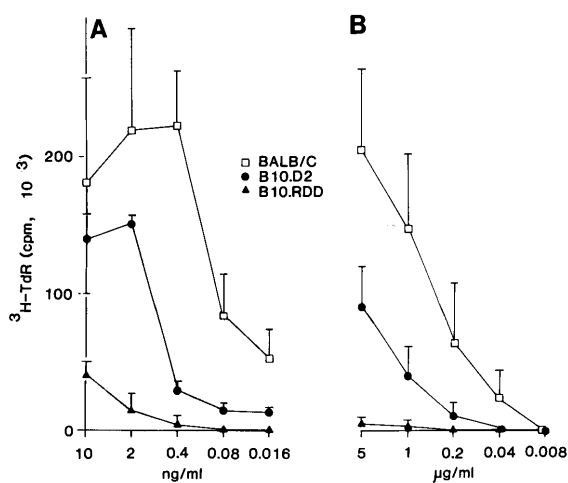 A
B
³H-TdR (cpm, 10 3)
200
100
0
□ BALB/C
● B10.D2
▲ B10.RDD
10 2 0.4 0.08 0.016
ng/ml
5 1 0.2 0.04 0.008
µg/ml